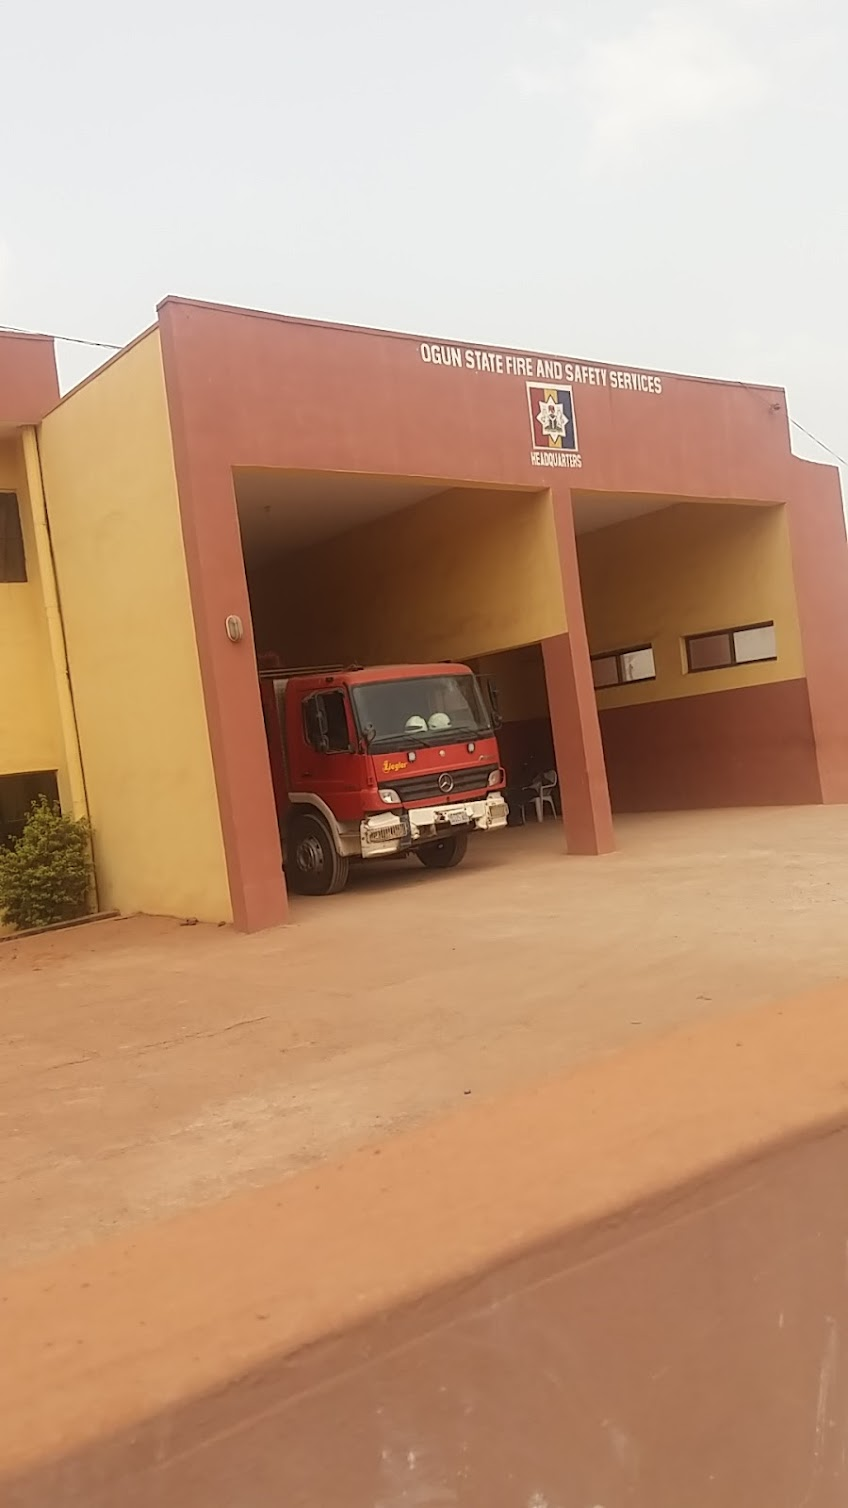 OGUN STATE FIRE AND SAFETY SERVICES
HEADQUARTERS
Ziegler